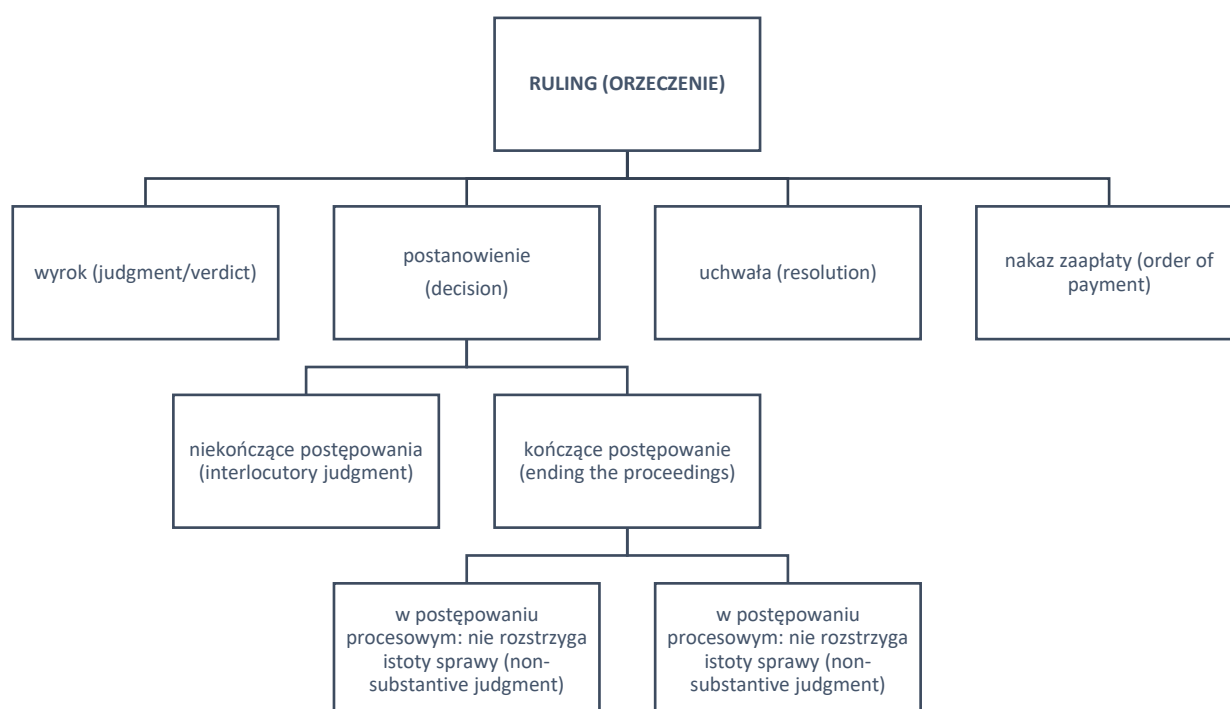 RULING (ORZECZENIE)
wyrok (judgment/verdict)
postanowienie
(decision)
uchwała (resolution)
nakaz zaapłaty (order of
payment)
niekończące postępowania
(interlocutory judgment)
kończące postępowanie
(ending the proceedings)
w postępowaniu
procesowym: nie rozstrzyga
istoty sprawy (non-
substantive judgment)
w postępowaniu
procesowym: nie rozstrzyga
istoty sprawy (non-
substantive judgment)